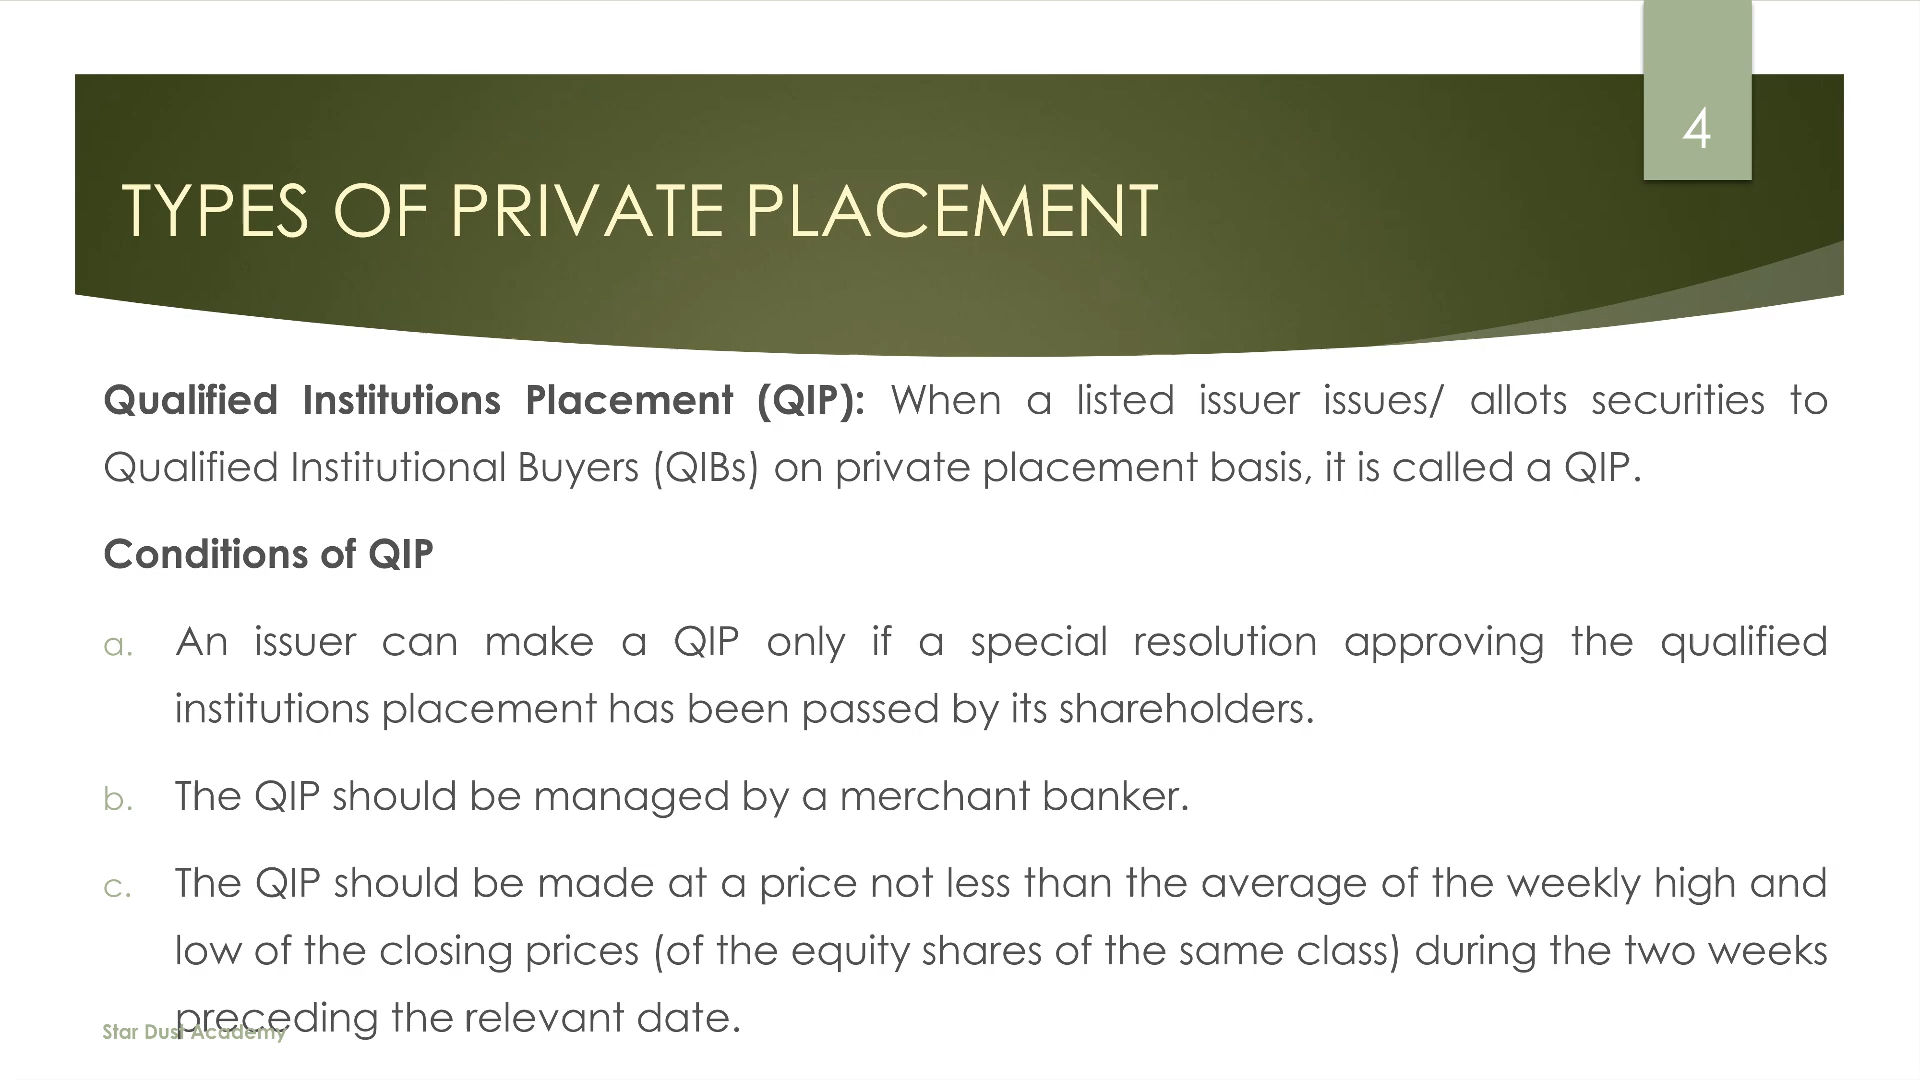 4
TYPES OF PRIVATE PLACEMENT
Qualified Institutions Placement (QIP): When a listed issuer issues/ allots securities to
Qualified Institutional Buyers (QIBs) on private placement basis, it is called a QIP.
Conditions of QIP
a. An issuer can make a QIP only if a special resolution approving the qualified
institutions placement has been passed by its shareholders.
b. The QIP should be managed by a merchant banker.
c. The QIP should be made at a price not less than the average of the weekly high and
low of the closing prices (of the equity shares of the same class) during the two weeks
preceding the relevant date.
Star Dust Academy